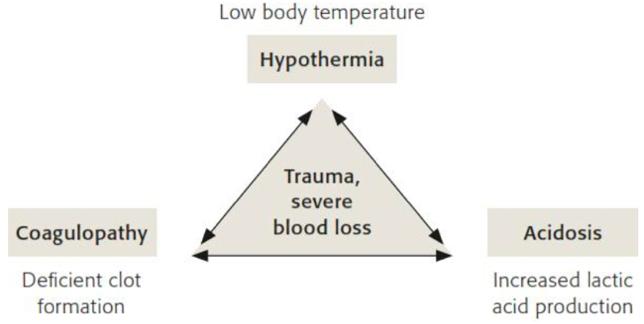 Low body temperature
Hypothermia
Trauma,
severe
blood loss
Coagulopathy
Deficient clot
formation
Acidosis
Increased lactic
acid production